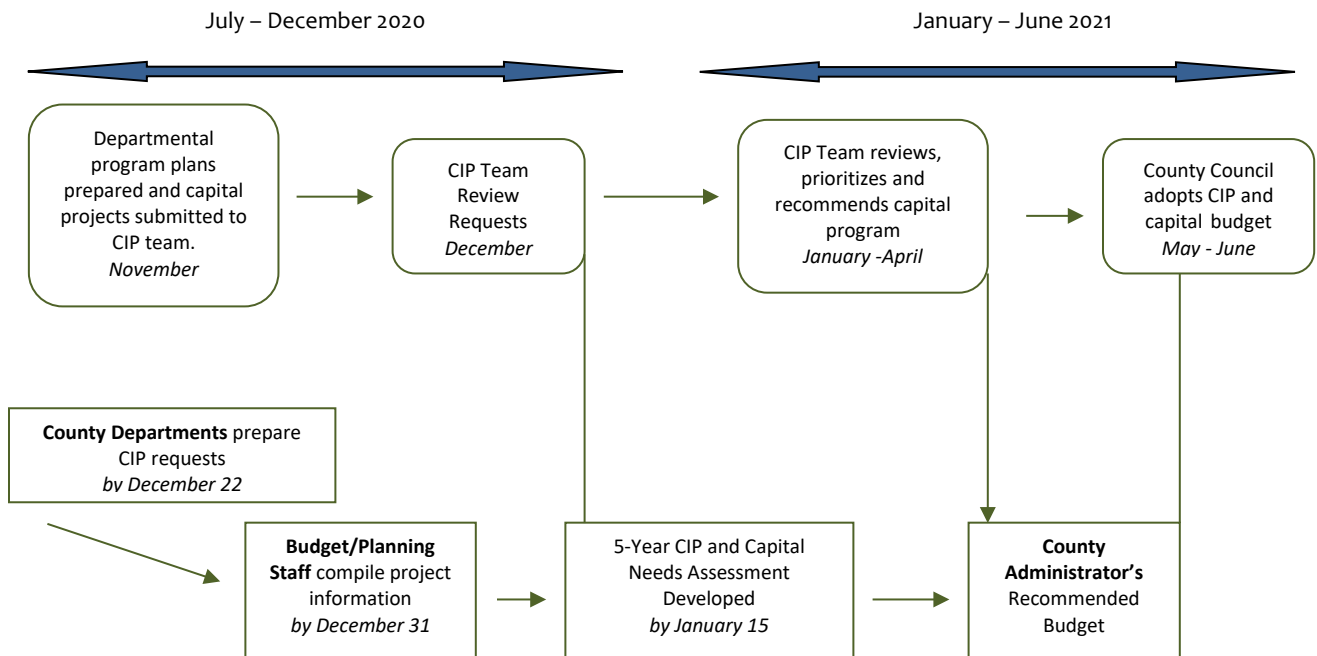 July – December 2020
January – June 2021
Departmental
program plans
prepared and capital
projects submitted to
CIP team.
November
CIP Team
Review
Requests
December
CIP Team reviews,
prioritizes and
recommends capital
program
January -April
County Council
adopts CIP and
capital budget
May - June
County Departments prepare
CIP requests
by December 22
Budget/Planning
Staff compile project
information
by December 31
5-Year CIP and Capital
Needs Assessment
Developed
by January 15
County
Administrator’s
Recommended
Budget